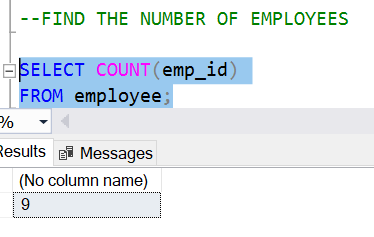 --FIND THE NUMBER OF EMPLOYEES
SELECT COUNT(emp_id)
FROM employee;
%
Results Messages
(No column name)
9